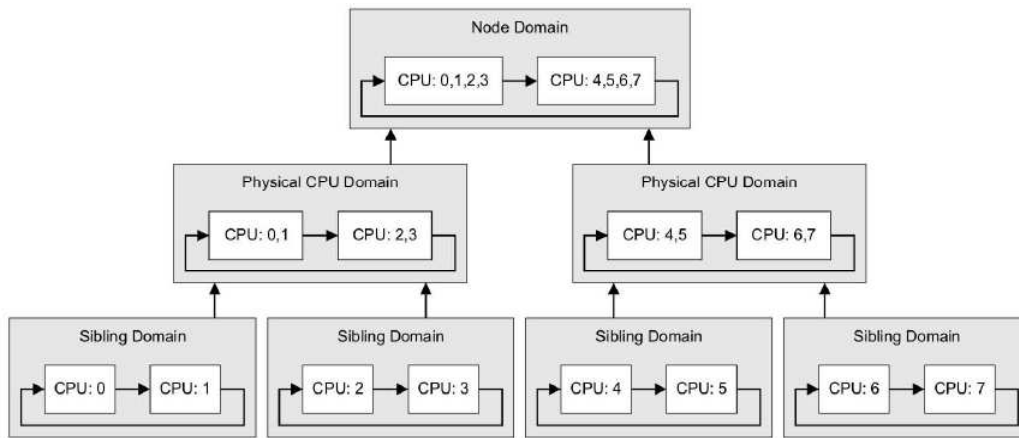 Node Domain
CPU: 0,1,2,3
CPU: 4,5,6,7
Physical CPU Domain
CPU: 0,1
CPU: 2,3
Physical CPU Domain
CPU: 4,5
CPU: 6,7
Sibling Domain
CPU: 0
CPU: 1
Sibling Domain
CPU: 2
CPU: 3
Sibling Domain
CPU: 4
CPU: 5
Sibling Domain
CPU: 6
CPU: 7